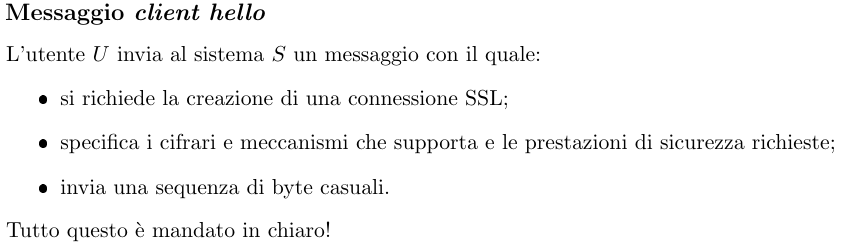 Messaggio client hello
L'utente U invia al sistema S un messaggio con il quale:
• si richiede la creazione di una connessione SSL;
• specifica i cifrari e meccanismi che supporta e le prestazioni di sicurezza richieste;
• invia una sequenza di byte casuali.
Tutto questo è mandato in chiaro!